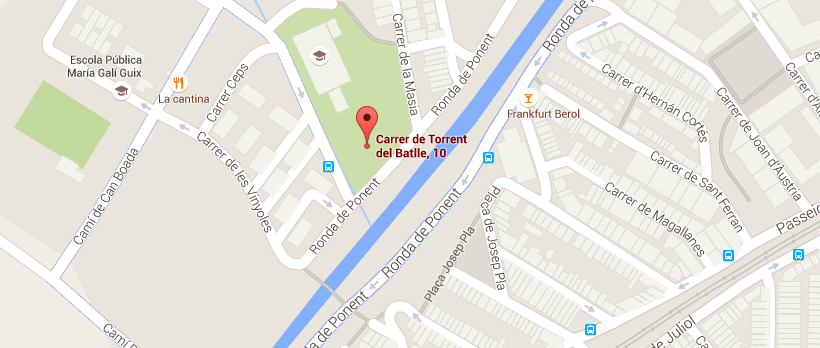 Escola Pública
María Galí Guix
La cantina
Carrer Ceps
Carrer de les Vinyoles
Camí de Can Boada
Camí
Carrer de la Masia
Ronda de Ponent
Carrer de Torrent
del Batlle, 10
Ronda de Ponent
Ronda de Ponent
Ronda de Ponent
Ronda de Ponent
Frankfurt Berol
Carrer d'Hernán Cortés
Carrer de Joan d'Austria
Carrer d'A
Carrer de Sant Ferran
Carrer de Magallanes
Plaça de Josep Pla
Plaça Josep Pla
Passeig
de Juliol